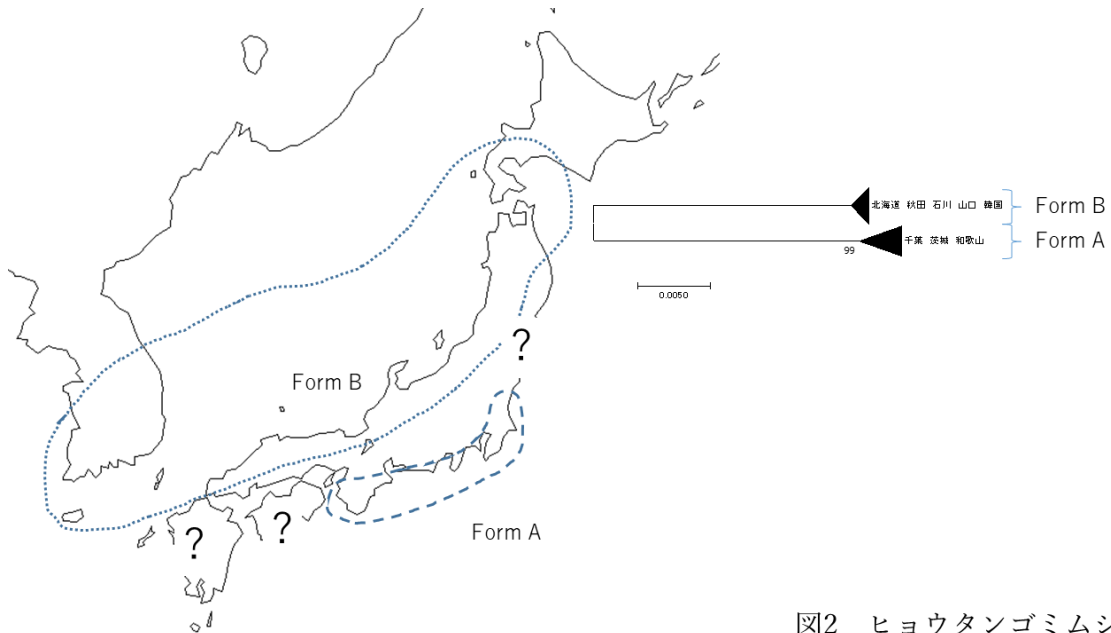 北海道 秋田 石川 山口 韓国
Form B
千葉 茨城 和歌山
Form A
99
0.0050
?
Form B
Form A
?
?
図2 ヒョウタンゴミムシ